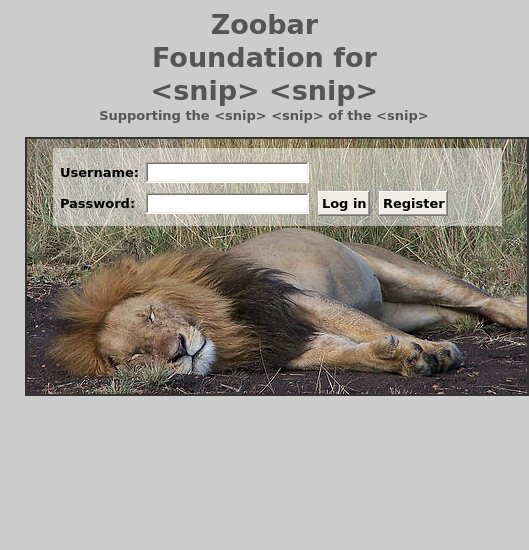 Zoobar
Foundation for
<snip> <snip>
Supporting the <snip> <snip> of the <snip>
Username:
Password:
Log in
Register